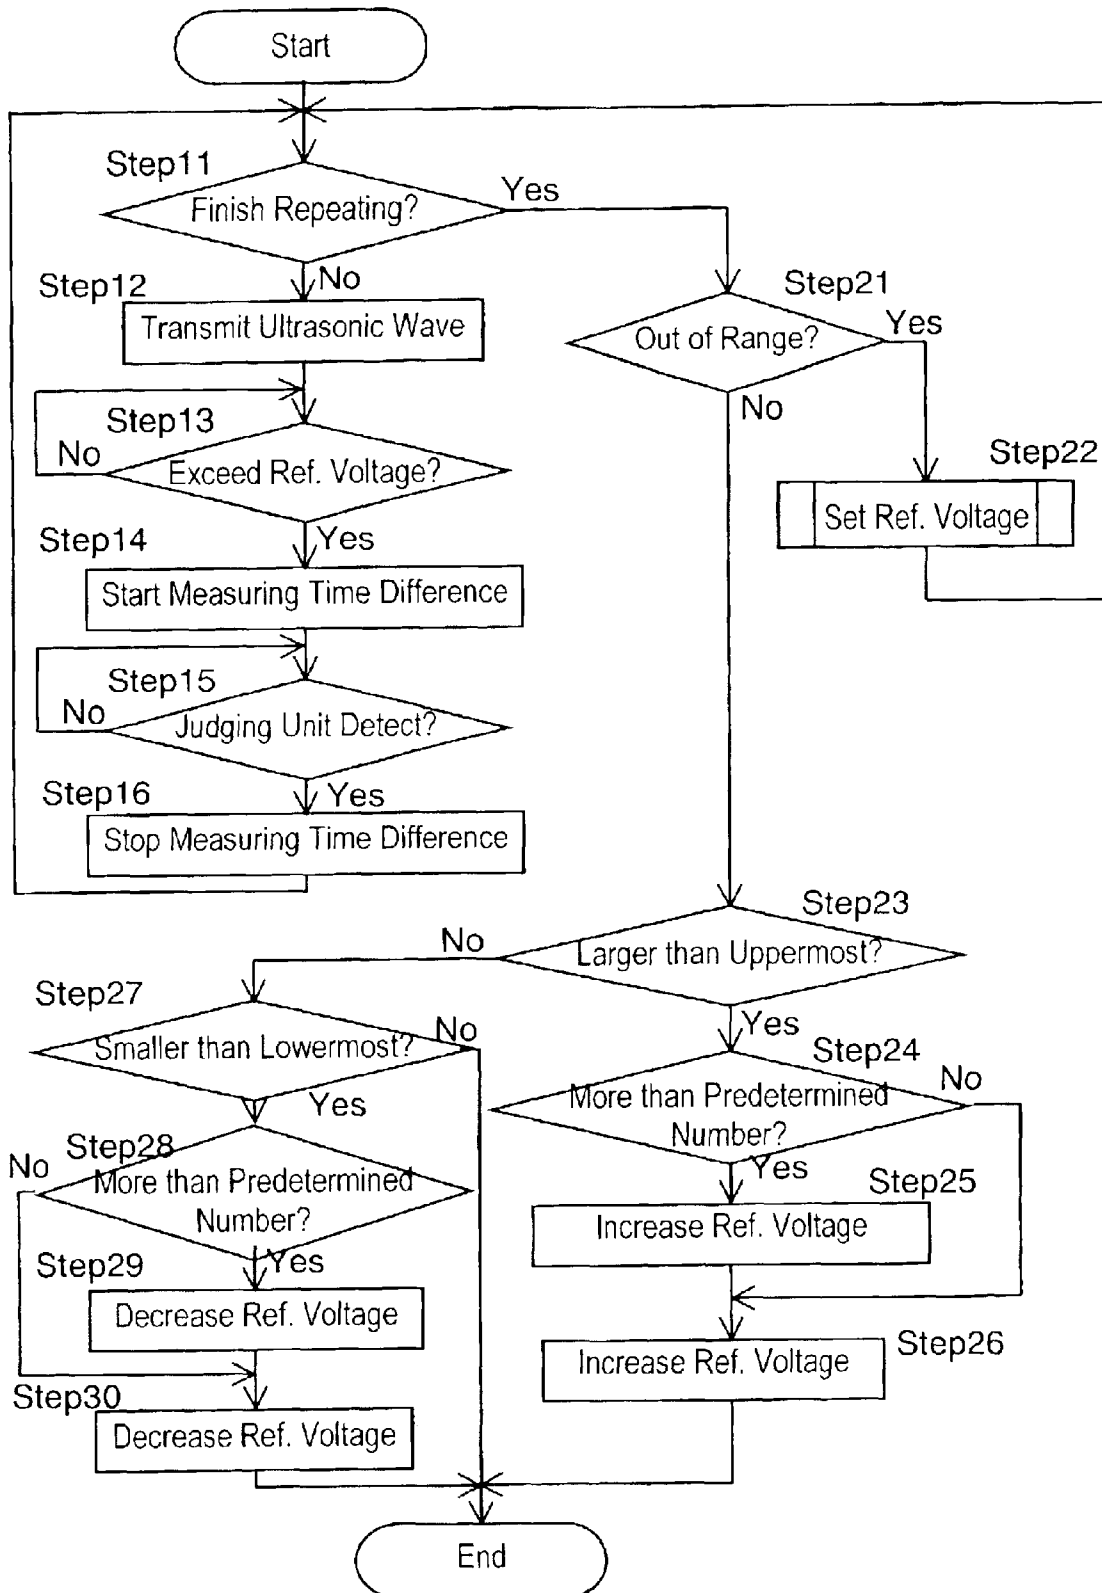 Start
Step11
Finish Repeating?
Yes
No
Step12
Transmit Ultrasonic Wave
Step13
No
Exceed Ref. Voltage?
Yes
Step14
Start Measuring Time Difference
Step15
No
Judging Unit Detect?
Yes
Step16
Stop Measuring Time Difference
Step21
Out of Range?
Yes
No
Step22
Set Ref. Voltage
Step23
Larger than Uppermost?
No
Yes
Step24
More than Predetermined
Number?
No
Yes
Step25
Increase Ref. Voltage
Step26
Increase Ref. Voltage
Step27
Smaller than Lowermost?
No
Yes
Step28
More than Predetermined
Number?
No
Yes
Step29
Decrease Ref. Voltage
Step30
Decrease Ref. Voltage
End